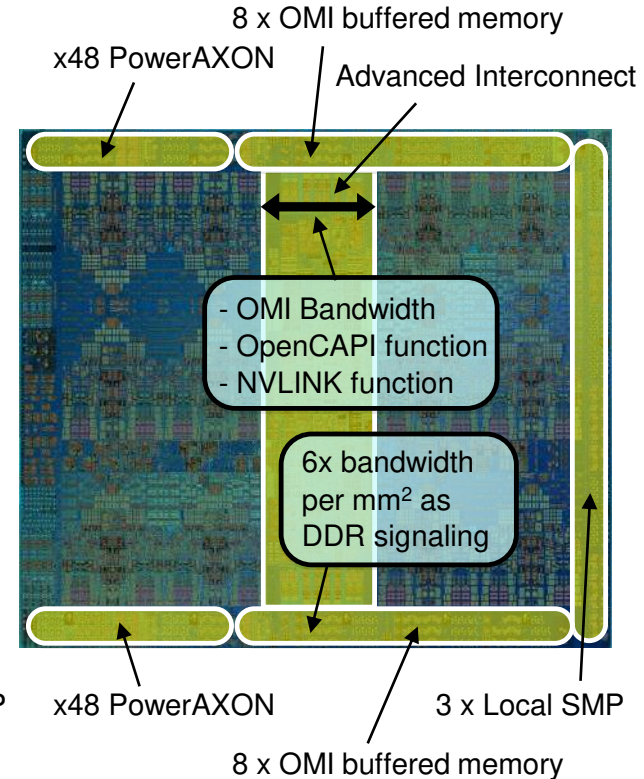 8 x OMI buffered memory
x48 PowerAXON
Advanced Interconnect
- OMI Bandwidth
- OpenCAPI function
- NVLINK function
6x bandwidth
per mm² as
DDR signaling
P
x48 PowerAXON
3 x Local SMP
8 x OMI buffered memory